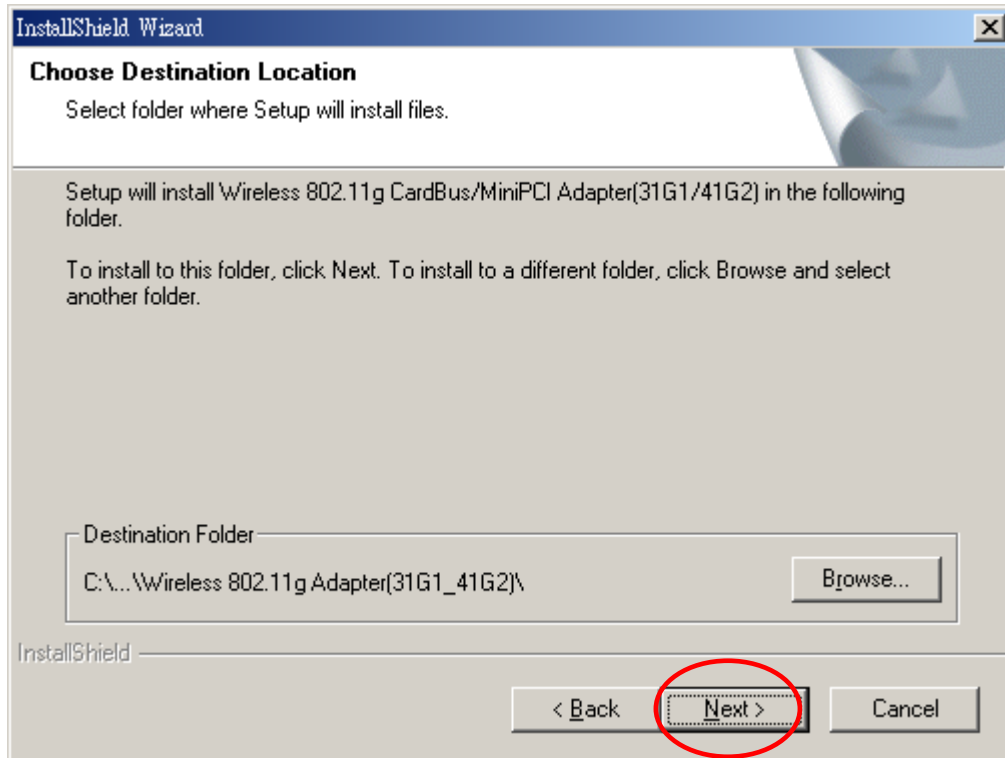 InstallShield Wizard
Choose Destination Location
Select folder where Setup will install files.
Setup will install Wireless 802.11g CardBus/MiniPCI Adapter(31G1/41G2) in the following
folder.
To install to this folder, click Next. To install to a different folder, click Browse and select
another folder.
Destination Folder
C:\...\Wireless 802.11g Adapter(31G1_41G2)\
Browse...
InstallShield
< Back
Next >
Cancel